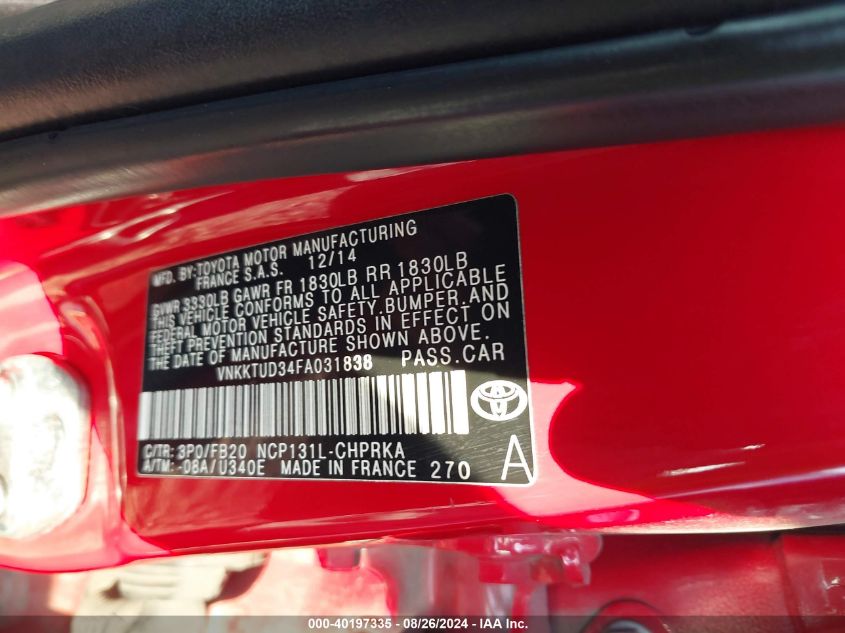 MFD. BY:TOYOTA MOTOR MANUFACTURING
FRANCE S.A.S. 12/14
GVWR 3330LB GAWR FR 1830LB RR 1830LB
THIS VEHICLE CONFORMS TO ALL APPLICABLE
FEDERAL MOTOR VEHICLE SAFETY,BUMPER,AND
THEFT PREVENTION STANDARDS IN EFFECT ON
THE DATE OF MANUFACTURE SHOWN ABOVE.
VNKKTUD34FA031838 PASS.CAR
C/TR: 3P0/FB20 NCP131L-CHPRKA
A/TM: -08A/U340E MADE IN FRANCE 270
A
000-40197335 - 08/26/2024 - IAA Inc.